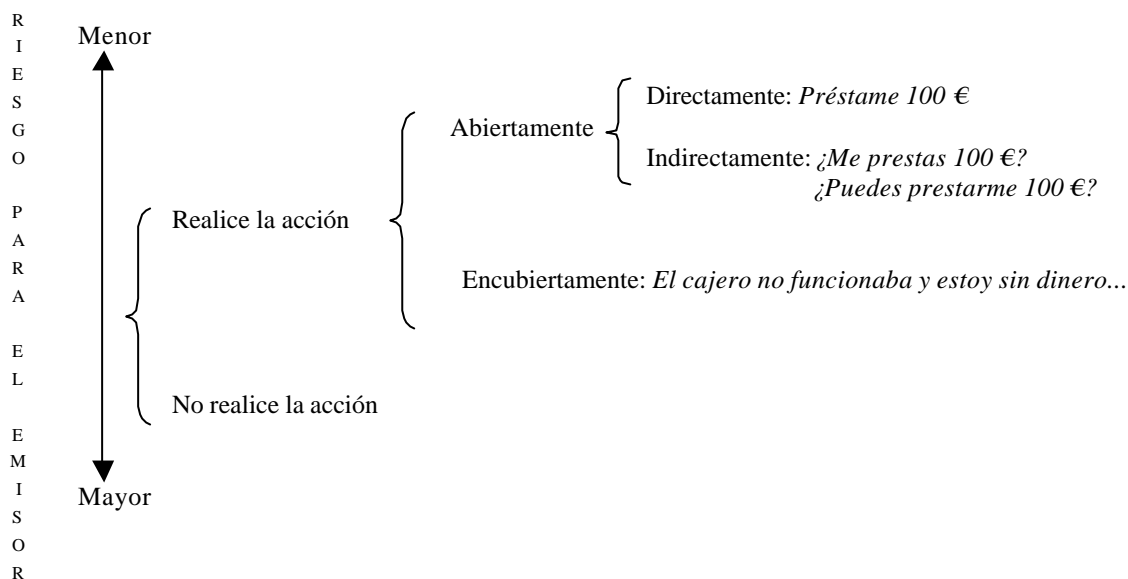 RIESGO PARA EL EMISOR
Menor
Directamente: Préstame 100 €
Abiertamente
Indirectamente: ¿Me prestas 100 €?
¿Puedes prestarme 100 €?
Realice la acción
Encubiertamente: El cajero no funcionaba y estoy sin dinero...
No realice la acción
Mayor